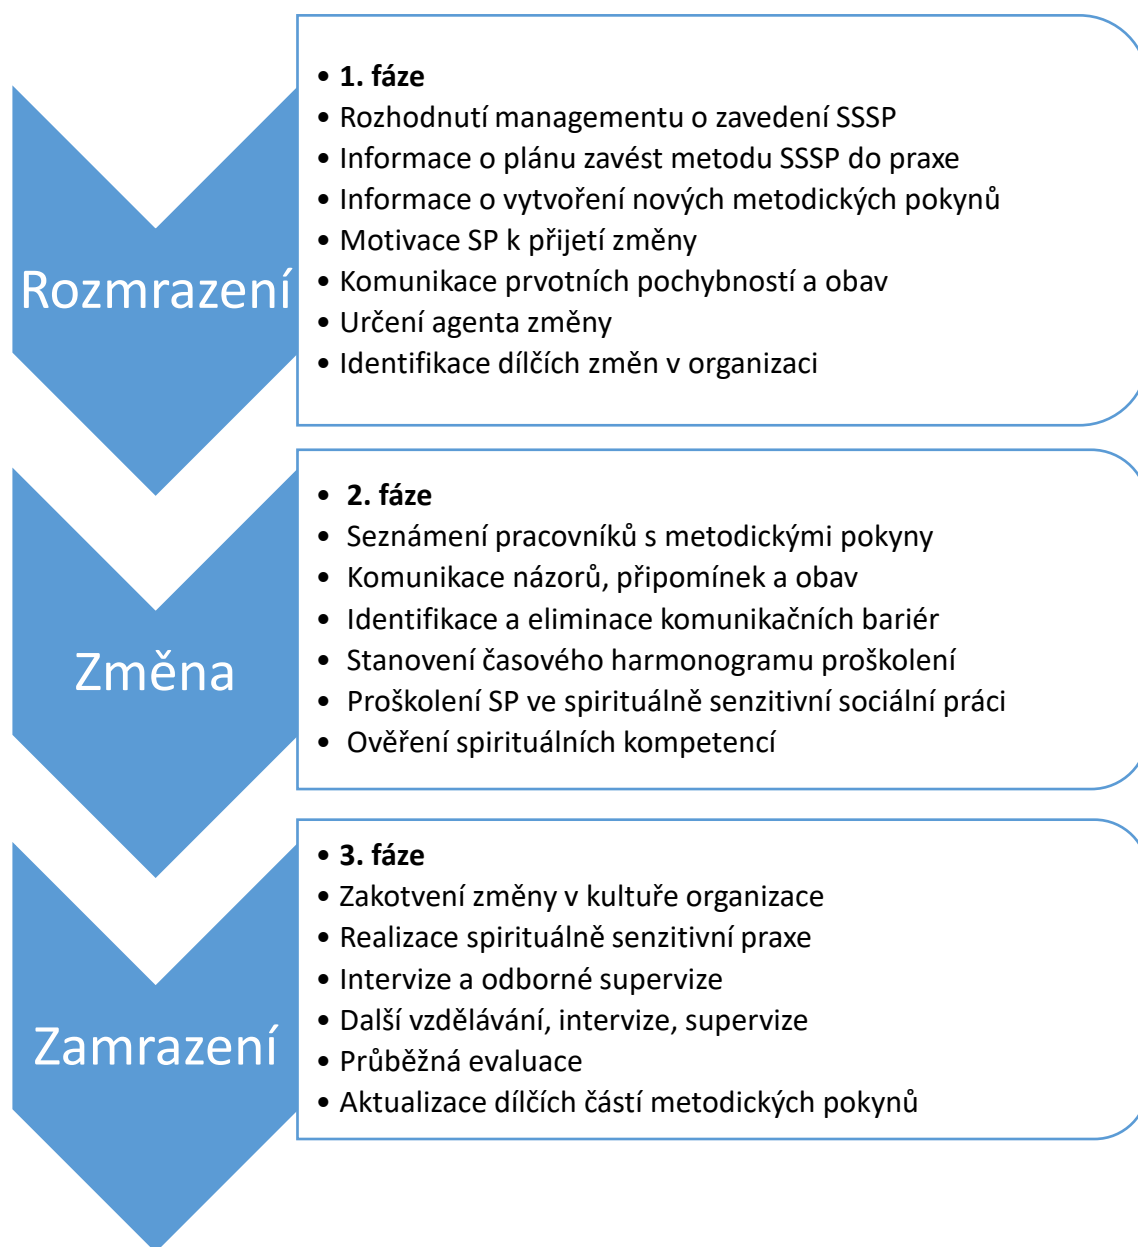 Rozmrazení
• 1. fáze
• Rozhodnutí managementu o zavedení SSSP
• Informace o plánu zavést metodu SSSP do praxe
• Informace o vytvoření nových metodických pokynů
• Motivace SP k přijetí změny
• Komunikace prvotních pochybností a obav
• Určení agenta změny
• Identifikace dílčích změn v organizaci
Změna
• 2. fáze
• Seznámení pracovníků s metodickými pokyny
• Komunikace názorů, připomínek a obav
• Identifikace a eliminace komunikačních bariér
• Stanovení časového harmonogramu proškolení
• Proškolení SP ve spirituálně senzitivní sociální práci
• Ověření spirituálních kompetencí
Zamrazení
• 3. fáze
• Zakotvení změny v kultuře organizace
• Realizace spirituálně senzitivní praxe
• Intervize a odborné supervize
• Další vzdělávání, intervize, supervize
• Průběžná evaluace
• Aktualizace dílčích částí metodických pokynů